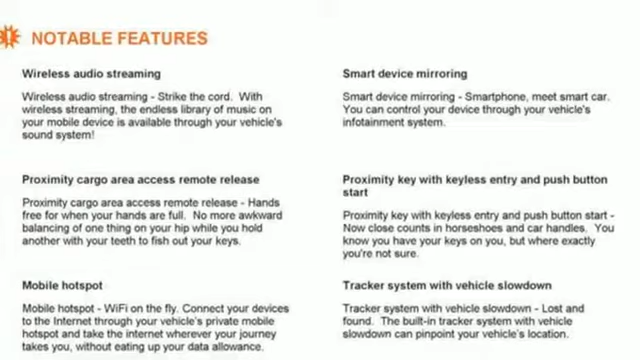 NOTABLE FEATURES
Wireless audio streaming
Wireless audio streaming - Strike the cord. With
wireless streaming, the endless library of music on
your mobile device is available through your vehicle's
sound system!
Smart device mirroring
Smart device mirroring - Smartphone, meet smart car.
You can control your device through your vehicle's
infotainment system.
Proximity cargo area access remote release
Proximity cargo area access remote release - Hands
free for when your hands are full. No more awkward
balancing of one thing on your hip while you hold
another with your teeth to fish out your keys.
Proximity key with keyless entry and push button
start
Proximity key with keyless entry and push button start -
Now close counts in horseshoes and car handles. You
know you have your keys on you, but where exactly
you're not sure.
Mobile hotspot
Mobile hotspot - WiFi on the fly. Connect your devices
to the Internet through your vehicle's private mobile
hotspot and take the internet wherever your journey
takes you, without eating up your data allowance.
Tracker system with vehicle slowdown
Tracker system with vehicle slowdown - Lost and
found. The built-in tracker system with vehicle
slowdown can pinpoint your vehicle's location.